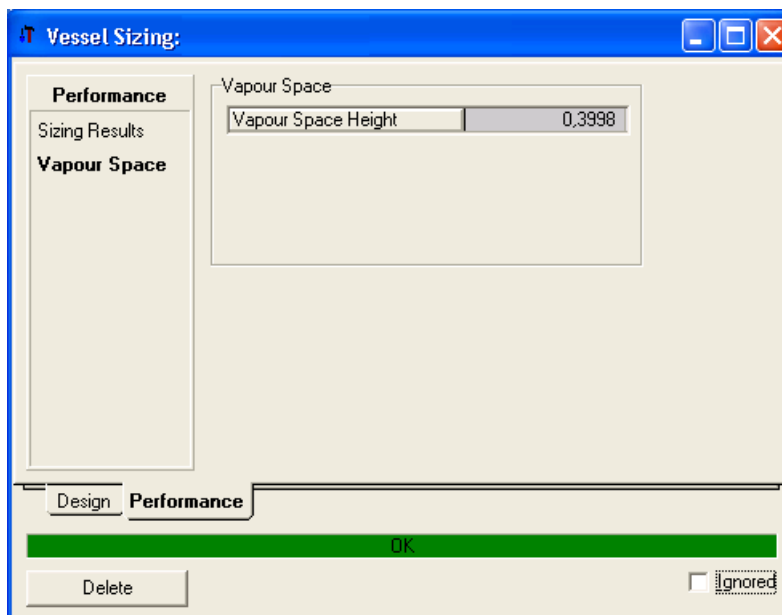 Vessel Sizing:
Performance
Sizing Results
Vapour Space
Vapour Space
Vapour Space Height 0,3998
Design Performance
OK
Delete
Ignored